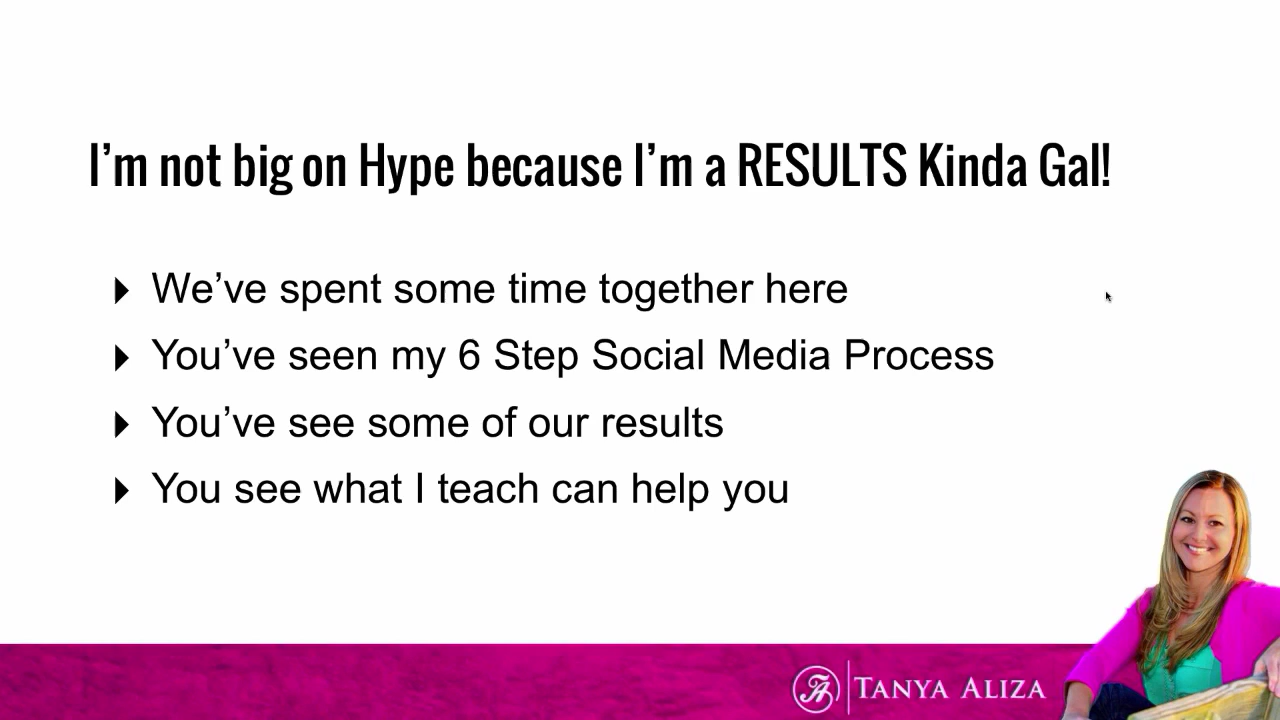 I’m not big on Hype because I’m a RESULTS Kinda Gal!
We’ve spent some time together here
You’ve seen my 6 Step Social Media Process
You’ve see some of our results
You see what I teach can help you
TANYA ALIZA